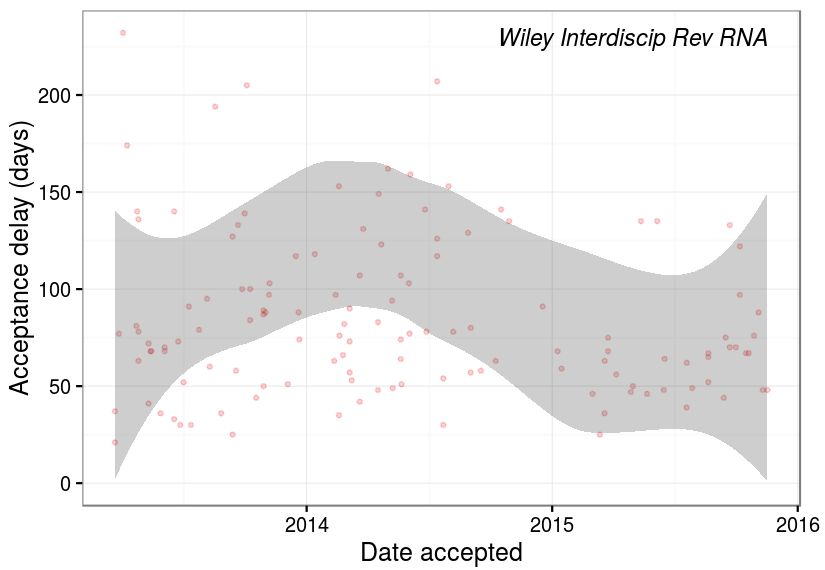 Wiley Interdiscip Rev RNA
Acceptance delay (days)
200
150
100
50
0
2014
2015
2016
Date accepted